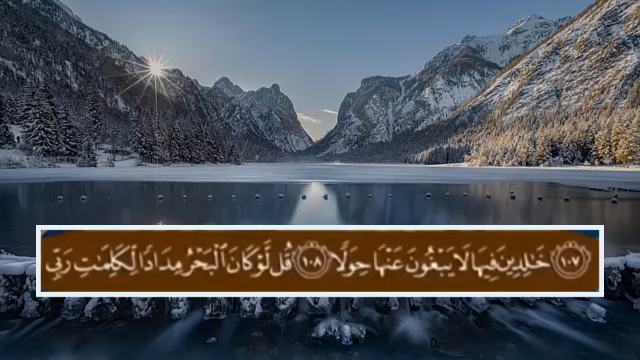 ١٠٧ خَٰلِدِينَ فِيهَا لَا يَبْغُونَ عَنْهَا حِوَلًا ١٠٨ قُل لَّوْ كَانَ ٱلْبَحْرُ مِدَادًا لِّكَلِمَٰتِ رَبِّي